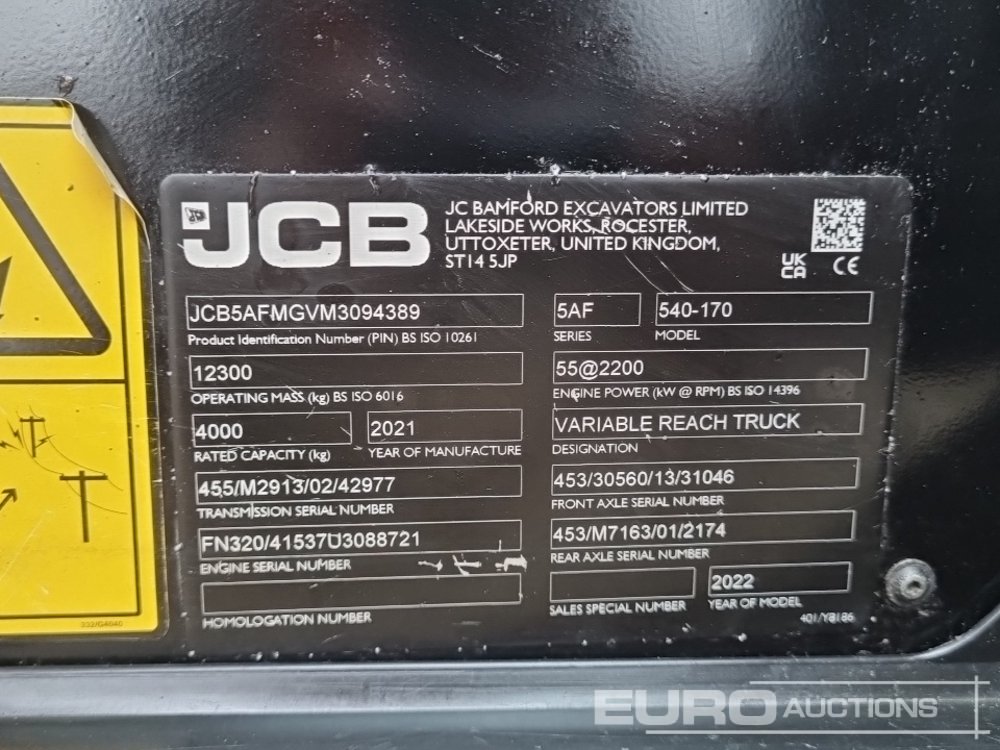 JCB
JC BAMFORD EXCAVATORS LIMITED
LAKESIDE WORKS, ROCESTER,
UTTOXETER, UNITED KINGDOM,
ST14 5JP
UK
CA
CE
JCB5AFMGVM3094389
Product Identification Number (PIN) BS ISO 10261
5AF
SERIES
540-170
MODEL
12300
OPERATING MASS (kg) BS ISO 6016
55@2200
ENGINE POWER (kW @ RPM) BS ISO 14396
4000
RATED CAPACITY (kg)
2021
YEAR OF MANUFACTURE
VARIABLE REACH TRUCK
DESIGNATION
455/M2913/02/42977
TRANSMISSION SERIAL NUMBER
453/30560/13/31046
FRONT AXLE SERIAL NUMBER
FN320/41537U3088721
ENGINE SERIAL NUMBER
453/M7163/01/2174
REAR AXLE SERIAL NUMBER
HOMOLOGATION NUMBER
SALES SPECIAL NUMBER
2022
YEAR OF MODEL
401/Y8186
332/G4040
EURO AUCTIONS